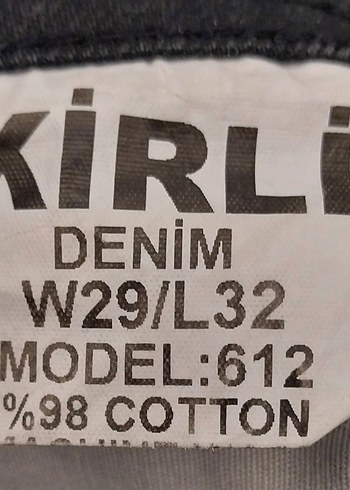 KİRLİ
DENİM
W29/L32
MODEL:612
%98 COTTON